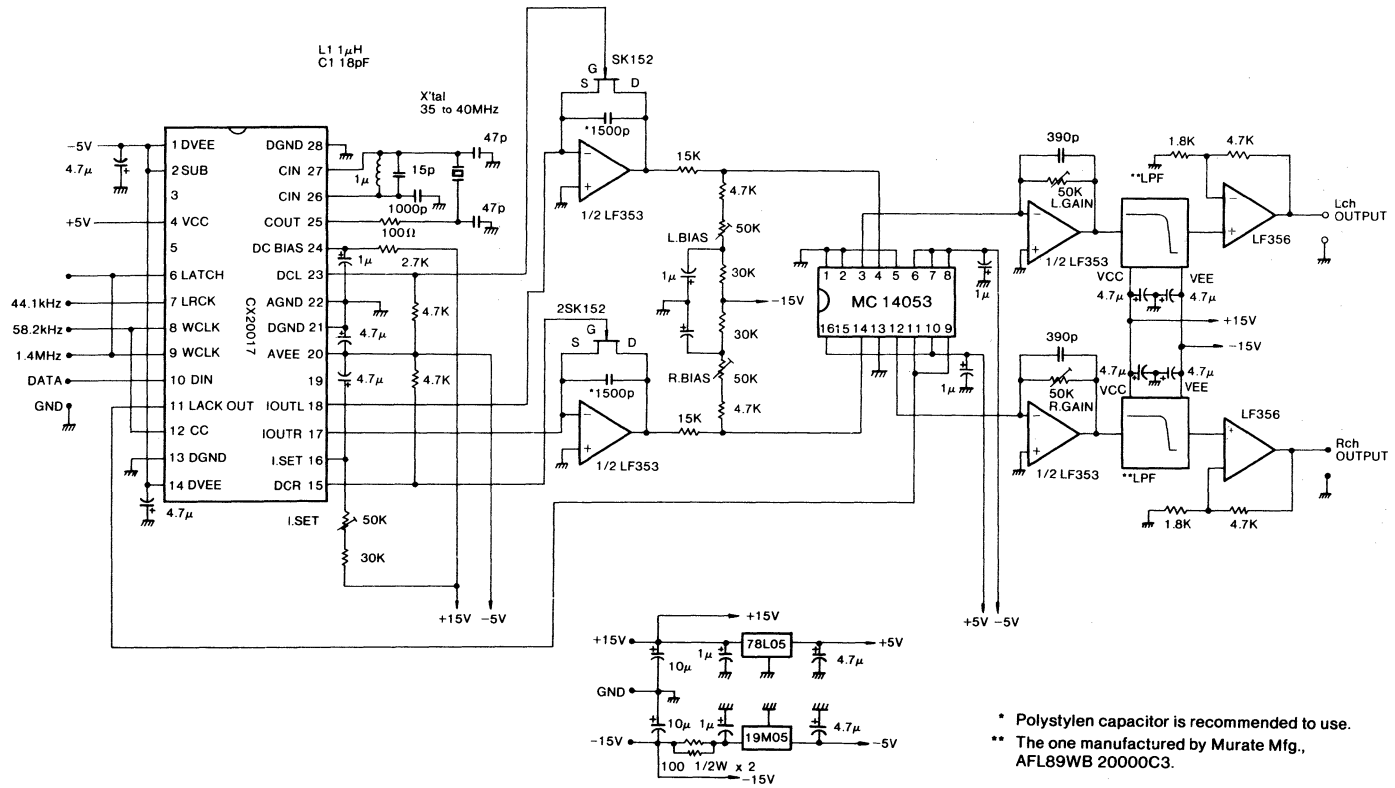 L1 1μH
C1 18pF
X'tal
35 to 40MHz
SK152
G
S D
*1500p
1/2 LF353
−5V
4.7μ
+5V
44.1kHz
58.2kHz
1.4MHz
DATA
GND
4.7μ
1 DVEE
2 SUB
3
4 VCC
5
6 LATCH
7 LRCK
8 WCLK
9 WCLK
10 DIN
11 LACK OUT
12 CC
13 DGND
14 DVEE
CX20017
DGND 28
CIN 27
CIN 26
COUT 25
DC BIAS 24
DCL 23
AGND 22
DGND 21
AVEE 20
19
IOUTL 18
IOUTR 17
I.SET 16
DCR 15
47p
1μ
15p
1000p
47p
100Ω
1μ
2.7K
4.7K
4.7μ
4.7μ
4.7K
I.SET
50K
30K
+15V −5V
2SK152
G
S D
*1500p
1/2 LF353
15K
4.7K
L.BIAS
50K
1μ
30K
−15V
30K
R.BIAS
50K
4.7K
15K
1 2 3 4 5 6 7 8
MC 14053
16 15 14 13 12 11 10 9
1μ
1μ
+5V −5V
390p
50K
L.GAIN
1/2 LF353
**LPF
1.8K
4.7K
LF356
Lch
OUTPUT
VCC
VEE
4.7μ
4.7μ
+15V
−15V
390p
50K
R.GAIN
1/2 LF353
4.7μ
4.7μ
VCC
VEE
**LPF
LF356
Rch
OUTPUT
1.8K
4.7K
+15V
+15V
10μ
1μ
78L05
4.7μ
+5V
GND
10μ
1μ
19M05
4.7μ
−15V
−5V
100 1/2W x 2
−15V
* Polystylen capacitor is recommended to use.
** The one manufactured by Murate Mfg.,
AFL89WB 20000C3.